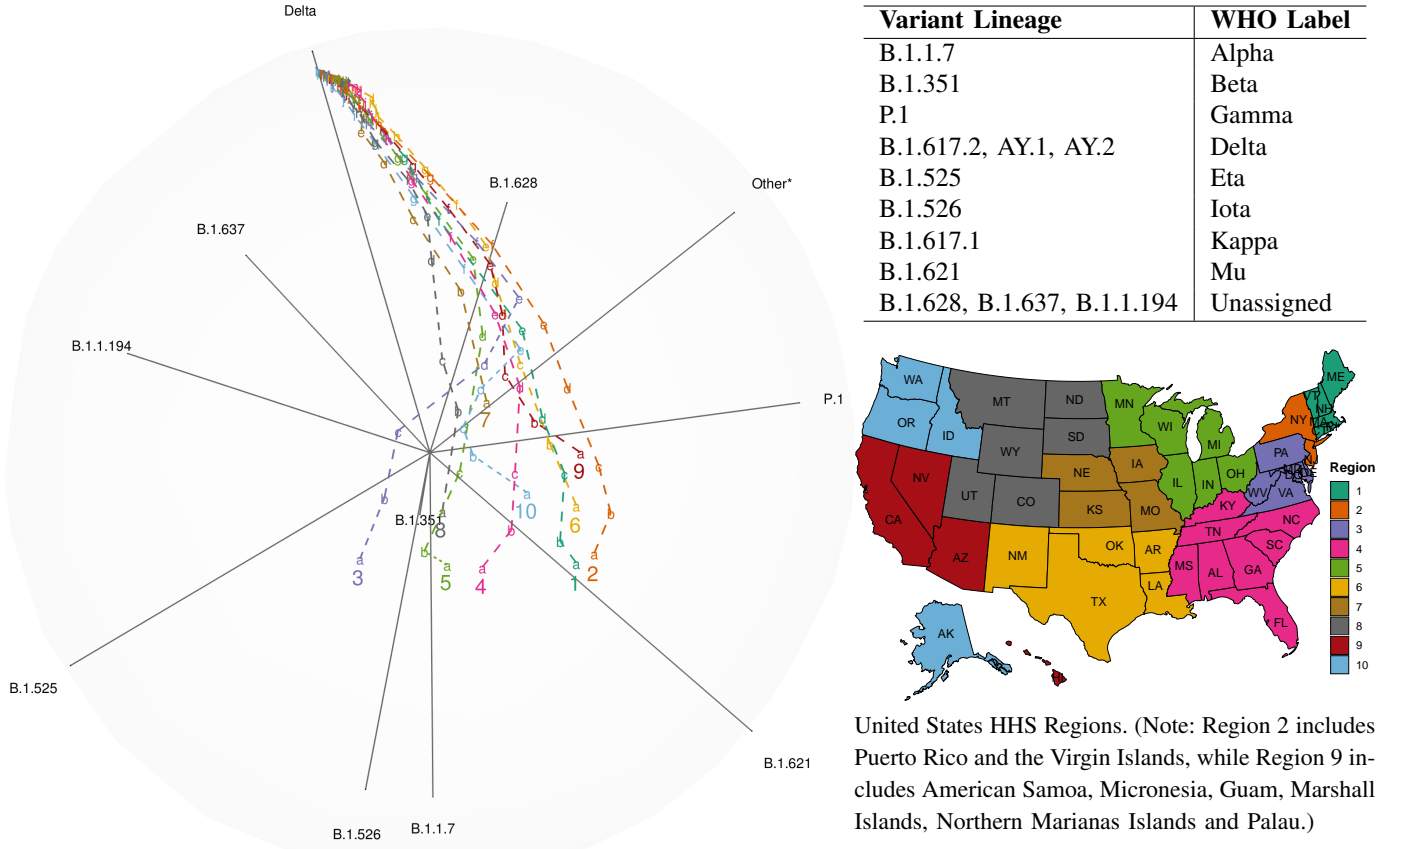 Delta
B.1.628
Other*
B.1.637
B.1.1.194
P.1
B.1.351
B.1.525
B.1.621
B.1.526
B.1.1.7
7
9
10
6
8
3
5
4
1
2
Variant Lineage WHO Label
B.1.1.7 Alpha
B.1.351 Beta
P.1 Gamma
B.1.617.2, AY.1, AY.2 Delta
B.1.525 Eta
B.1.526 Iota
B.1.617.1 Kappa
B.1.621 Mu
B.1.628, B.1.637, B.1.1.194 Unassigned
WA
MT
ND
MN
ME
OR
ID
SD
WI
MI
NY
NH
WY
NV
NE
IA
IL
IN
OH
PA
UT
CO
KS
MO
WV
VA
KY
CA
AZ
NM
OK
AR
TN
NC
SC
MS
AL
GA
TX
LA
FL
AK
HI
Region
1
2
3
4
5
6
7
8
9
10
United States HHS Regions. (Note: Region 2 includes
Puerto Rico and the Virgin Islands, while Region 9 in-
cludes American Samoa, Micronesia, Guam, Marshall
Islands, Northern Marianas Islands and Palau.)